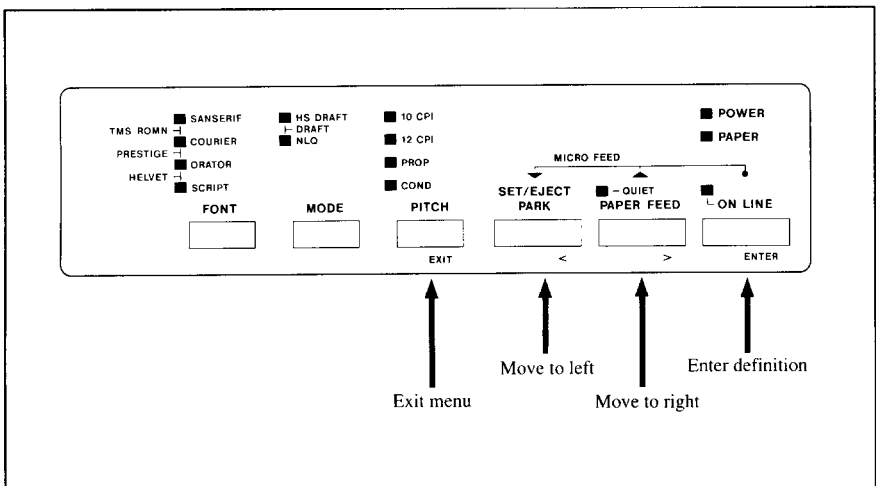 SANSERIF
TMS ROMN
COURIER
PRESTIGE
ORATOR
HELVET
SCRIPT
FONT
HS DRAFT
DRAFT
NLQ
MODE
10 CPI
12 CPI
PROP
COND
PITCH
EXIT
MICRO FEED
SET/EJECT
PARK
<
- QUIET
PAPER FEED
>
POWER
PAPER
ON LINE
ENTER
Exit menu
Move to left
Move to right
Enter definition